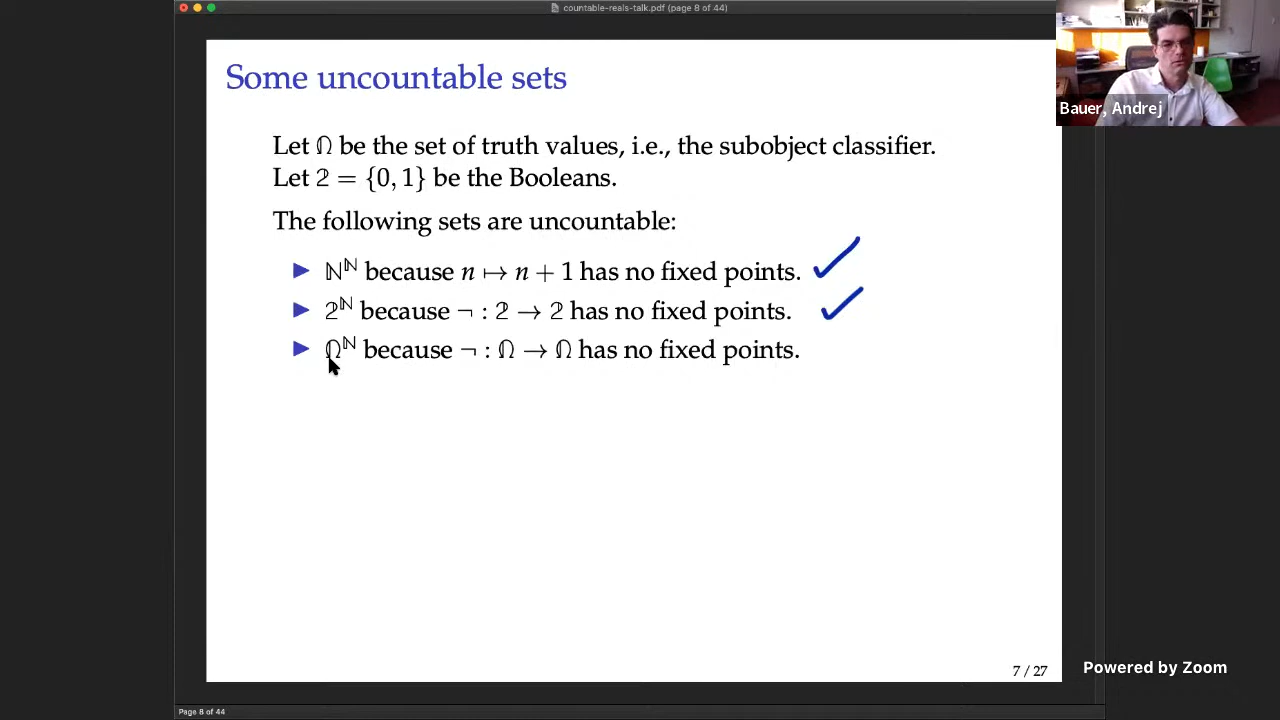 countable-reals-talk.pdf (page 8 of 44)
Some uncountable sets
Let Ω be the set of truth values, i.e., the subobject classifier.
Let 2 = {0, 1} be the Booleans.
The following sets are uncountable:
▶ ℕ^ℕ because n ↦ n + 1 has no fixed points. ✓
▶ 2^ℕ because ¬ : 2 → 2 has no fixed points. ✓
▶ Ω^ℕ because ¬ : Ω → Ω has no fixed points.
7 / 27
Page 8 of 44
Bauer, Andrej
Powered by Zoom